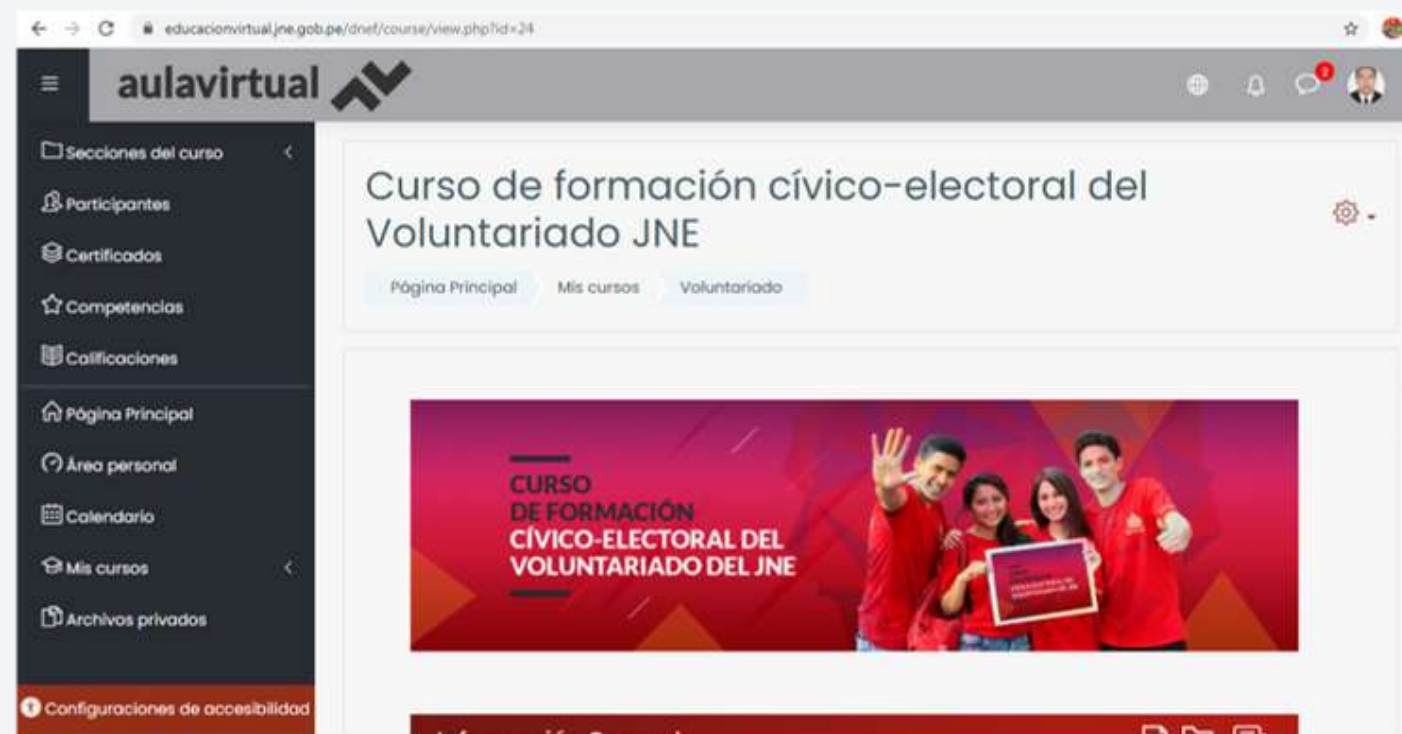 educacionvirtual.jne.gob.pe/dnef/course/view.php?id=24
aulavirtual
2
Secciones del curso
Participantes
Certificados
Competencias
Calificaciones
Página Principal
Área personal
Calendario
Mis cursos
Archivos privados
Configuraciones de accesibilidad
Curso de formación cívico-electoral del
Voluntariado JNE
Página Principal Mis cursos Voluntariado
CURSO
DE FORMACIÓN
CÍVICO-ELECTORAL DEL
VOLUNTARIADO DEL JNE